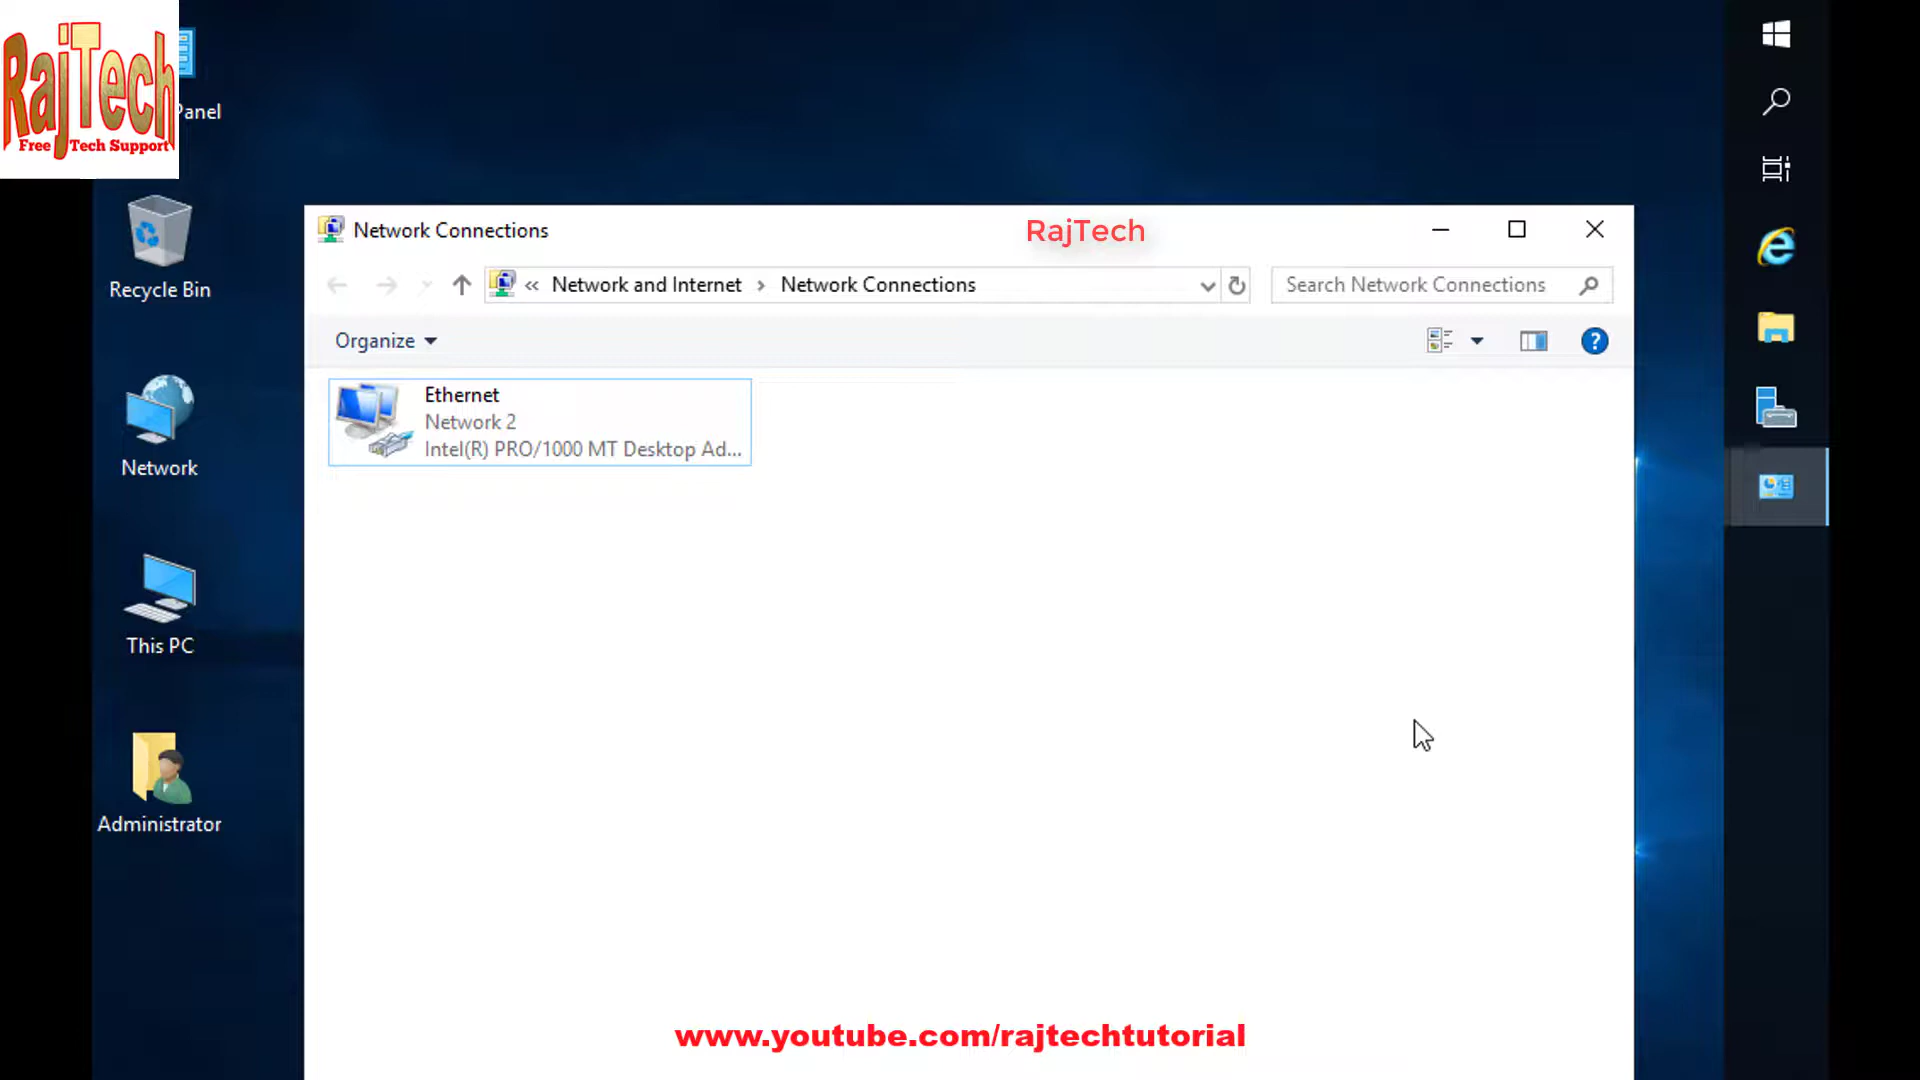 RajTech
Free Tech Support
Panel
Recycle Bin
Network
This PC
Administrator
Network Connections
RajTech
« Network and Internet › Network Connections
Search Network Connections
Organize
?
Ethernet
Network 2
Intel(R) PRO/1000 MT Desktop Ad...
www.youtube.com/rajtechtutorial